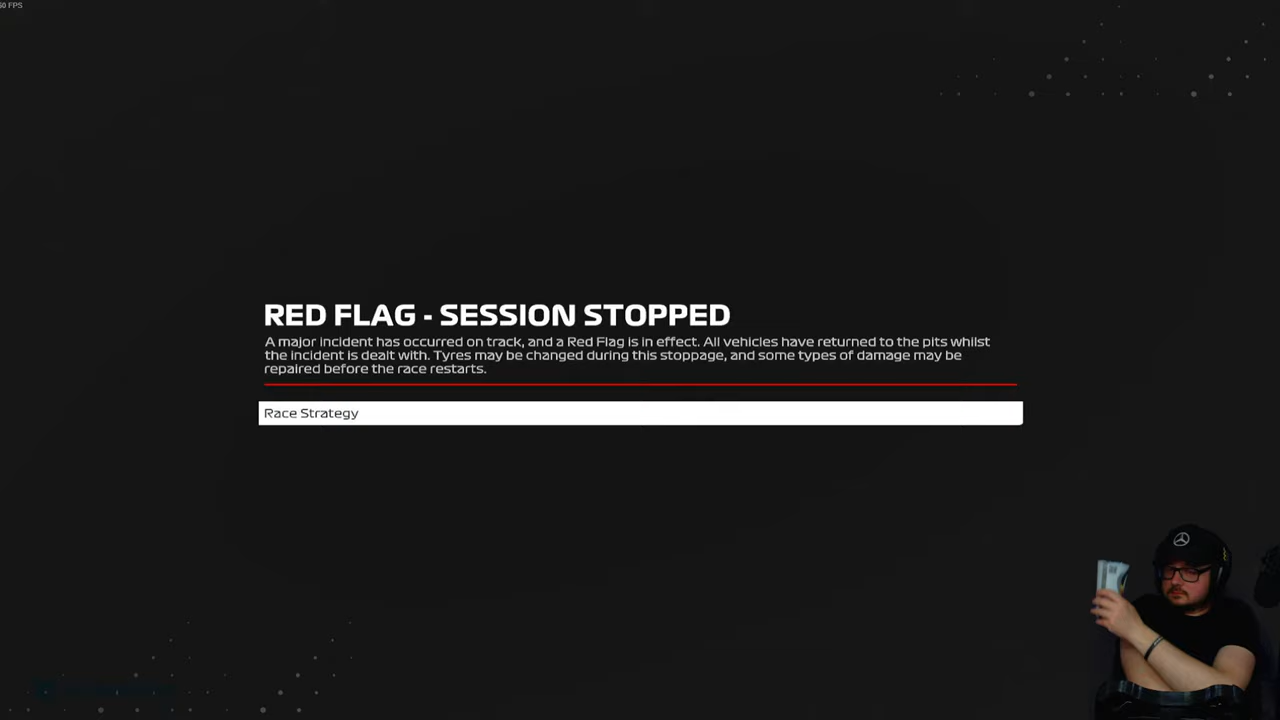 60 FPS
RED FLAG - SESSION STOPPED
A major incident has occurred on track, and a Red Flag is in effect. All vehicles have returned to the pits whilst
the incident is dealt with. Tyres may be changed during this stoppage, and some types of damage may be
repaired before the race restarts.
Race Strategy